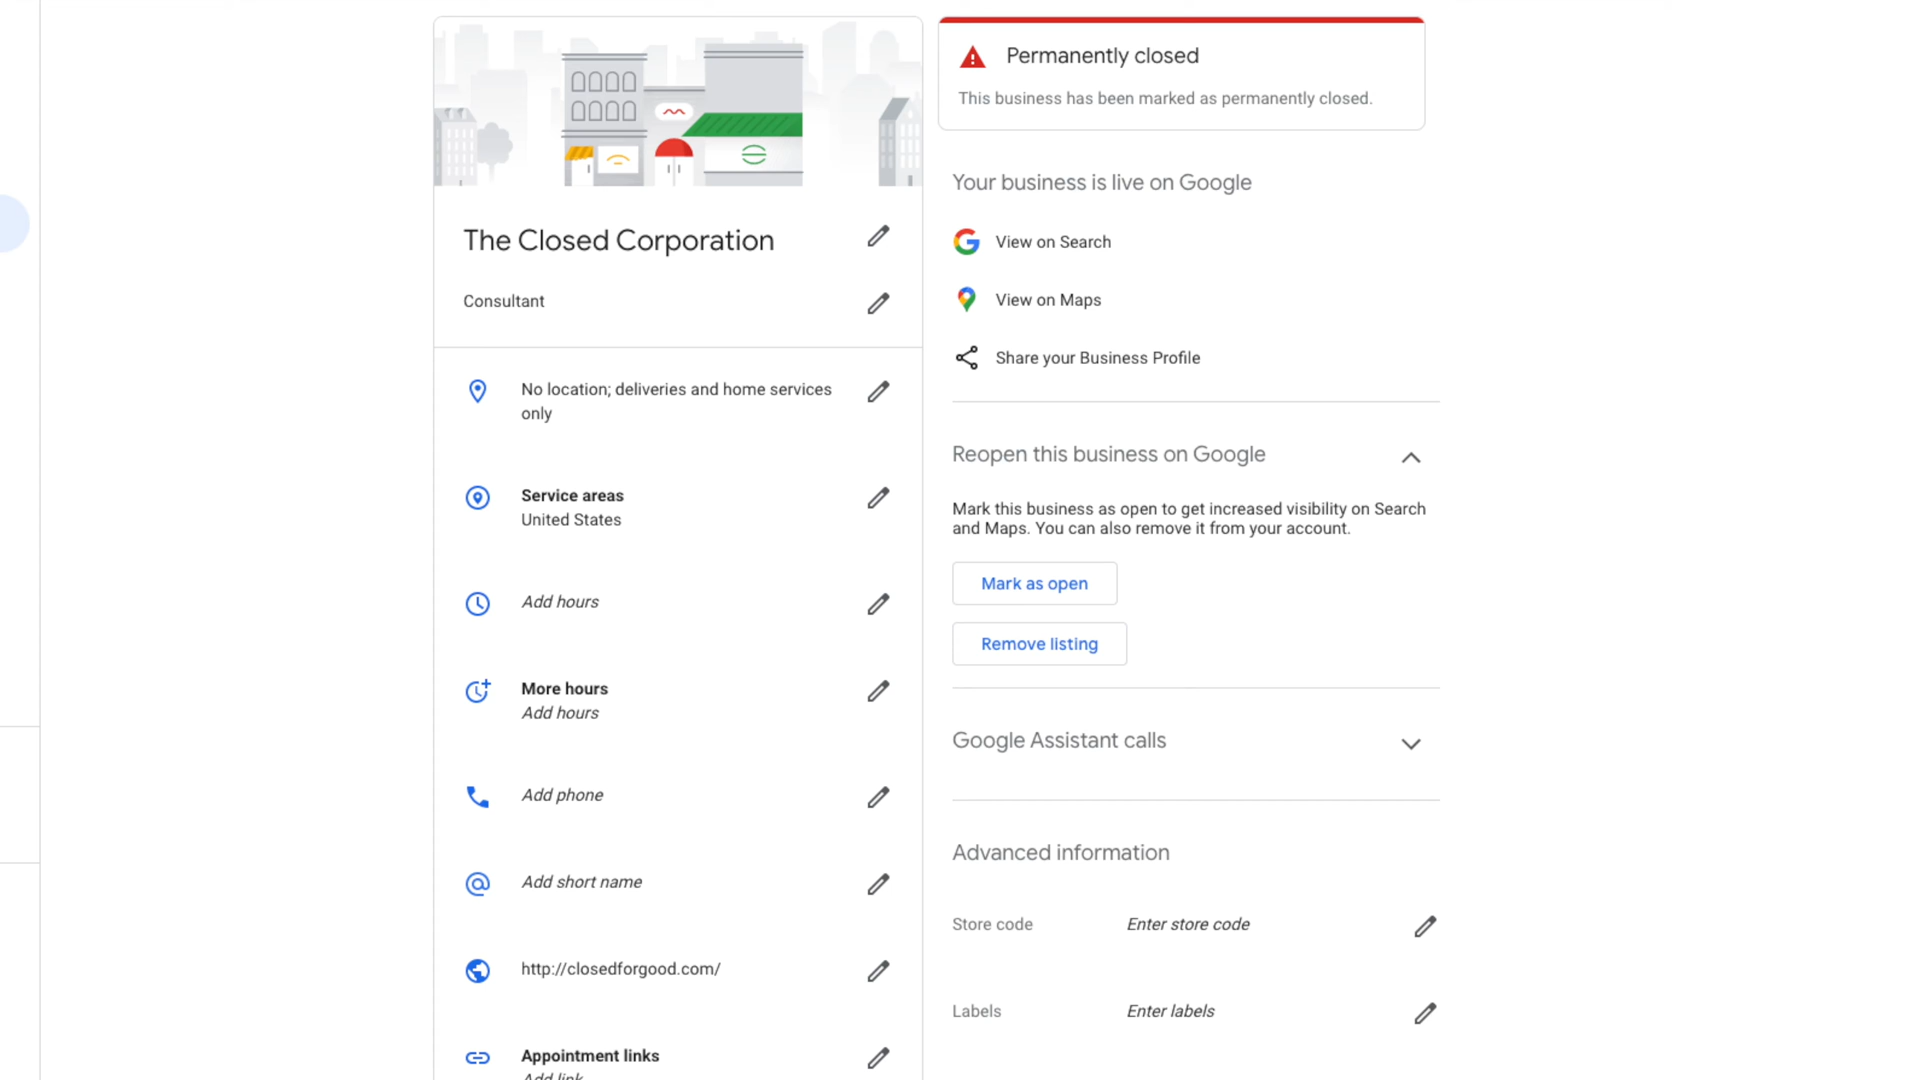 The Closed Corporation
Consultant
No location; deliveries and home services
only
Service areas
United States
Add hours
More hours
Add hours
Add phone
Add short name
http://closedforgood.com/
Appointment links
Add link
Permanently closed
This business has been marked as permanently closed.
Your business is live on Google
View on Search
View on Maps
Share your Business Profile
Reopen this business on Google
Mark this business as open to get increased visibility on Search
and Maps. You can also remove it from your account.
Mark as open
Remove listing
Google Assistant calls
Advanced information
Store code
Enter store code
Labels
Enter labels